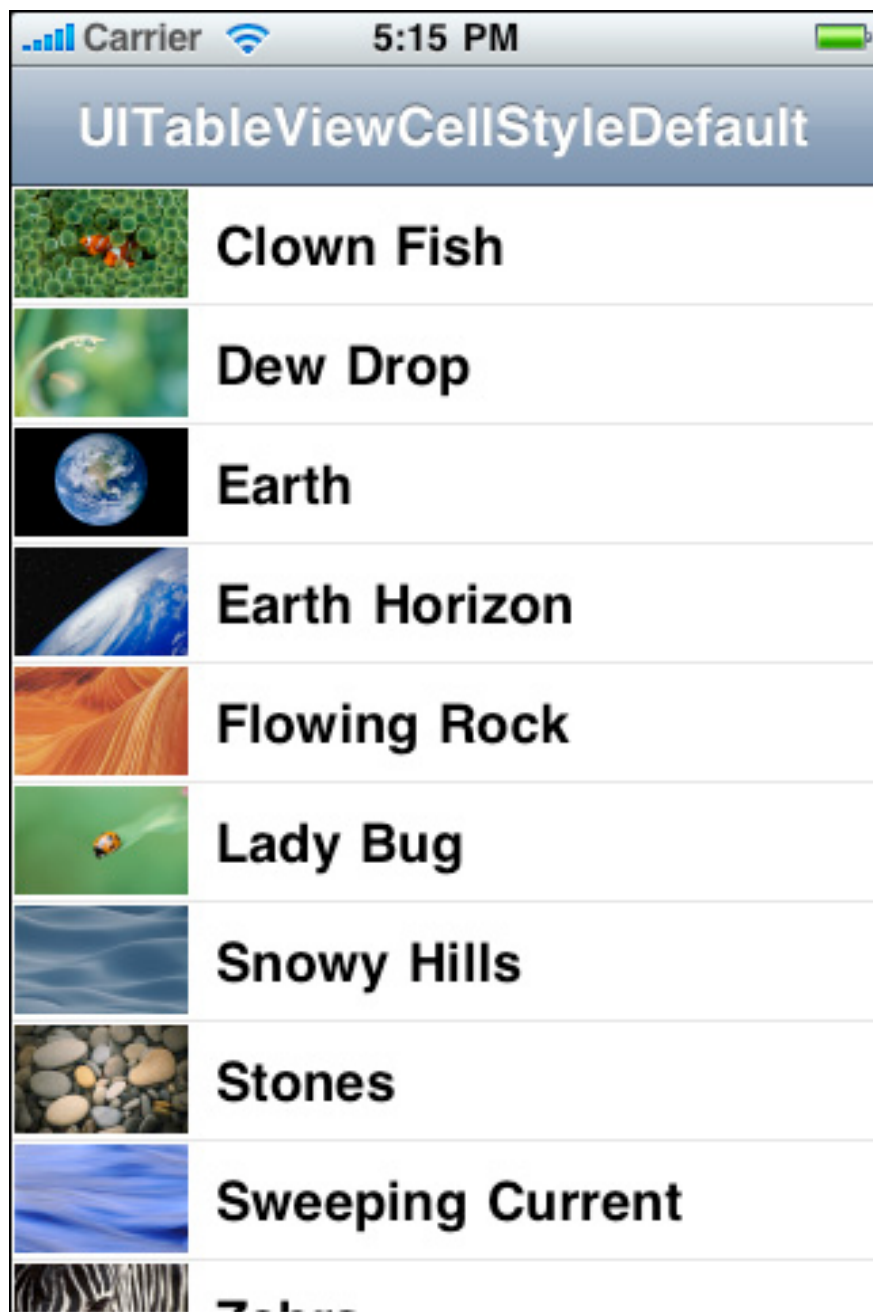 Carrier 5:15 PM
UITableViewCellStyleDefault
Clown Fish
Dew Drop
Earth
Earth Horizon
Flowing Rock
Lady Bug
Snowy Hills
Stones
Sweeping Current
Zebra